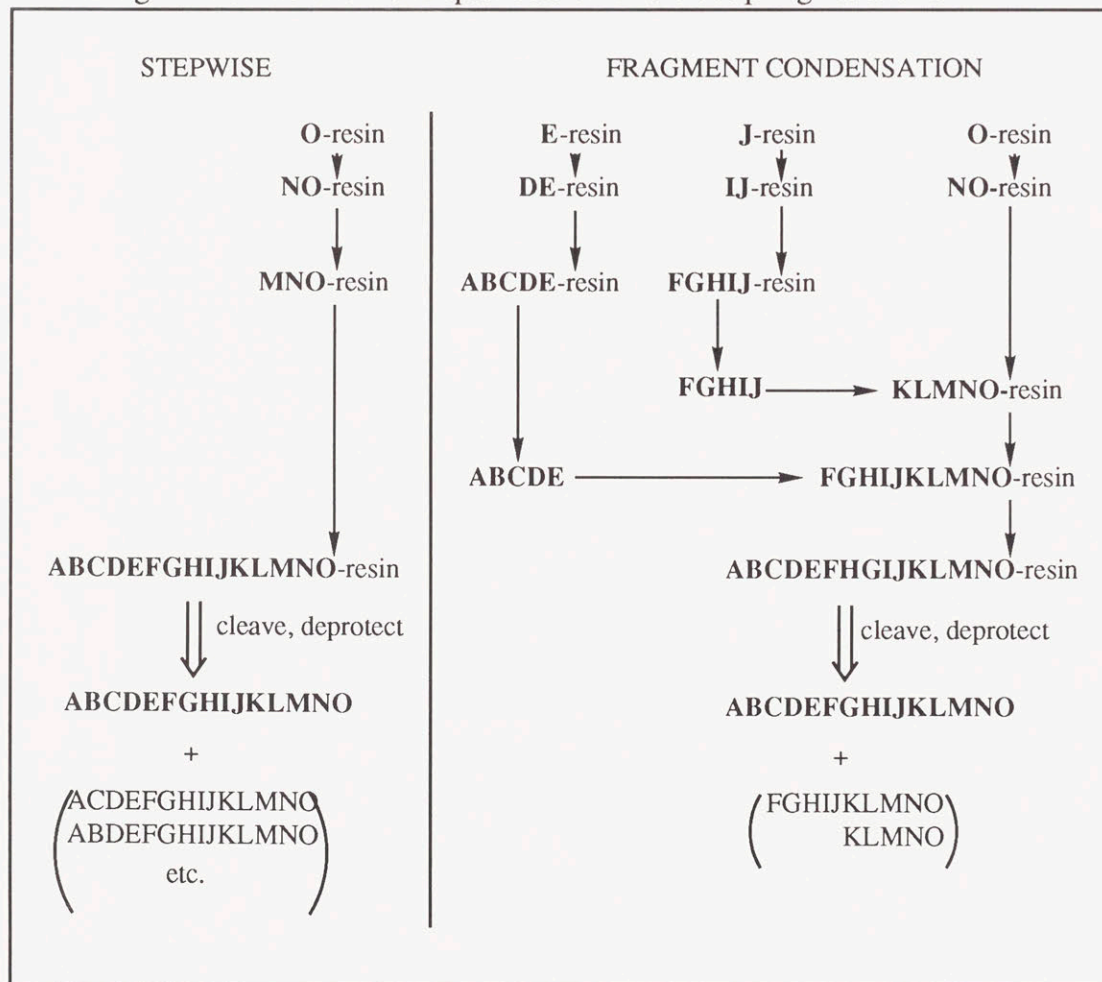 STEPWISE
O-resin
NO-resin
MNO-resin
ABCDEFGHIJKLMNO-resin
cleave, deprotect
ABCDEFGHIJKLMNO
+
(ACDEFGHIJKLMNO
ABDEFGHIJKLMNO
etc.)
FRAGMENT CONDENSATION
E-resin J-resin O-resin
DE-resin IJ-resin NO-resin
ABCDE-resin FGHIJ-resin
FGHIJ KLMNO-resin
ABCDE FGHIJKLMNO-resin
ABCDEFHGIJKLMNO-resin
cleave, deprotect
ABCDEFGHIJKLMNO
+
(FGHIJKLMNO
KLMNO)